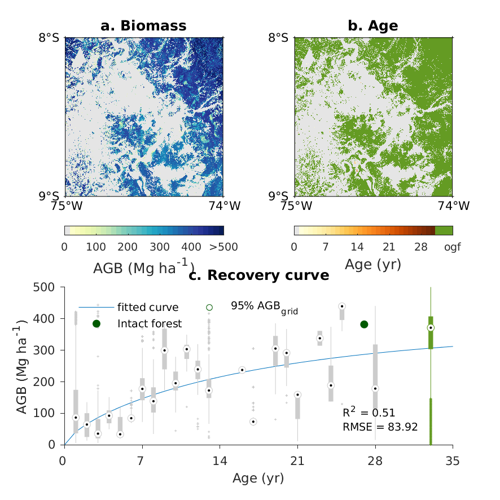 a. Biomass
b. Age
8°S
9°S
75°W
74°W
8°S
9°S
75°W
74°W
0 100 200 300 400 >500
AGB (Mg ha⁻¹)
0 7 14 21 28 ogf
Age (yr)
c. Recovery curve
fitted curve
95% AGB_grid
Intact forest
500
400
300
200
100
0
AGB (Mg ha⁻¹)
R² = 0.51
RMSE = 83.92
0 7 14 21 28 35
Age (yr)